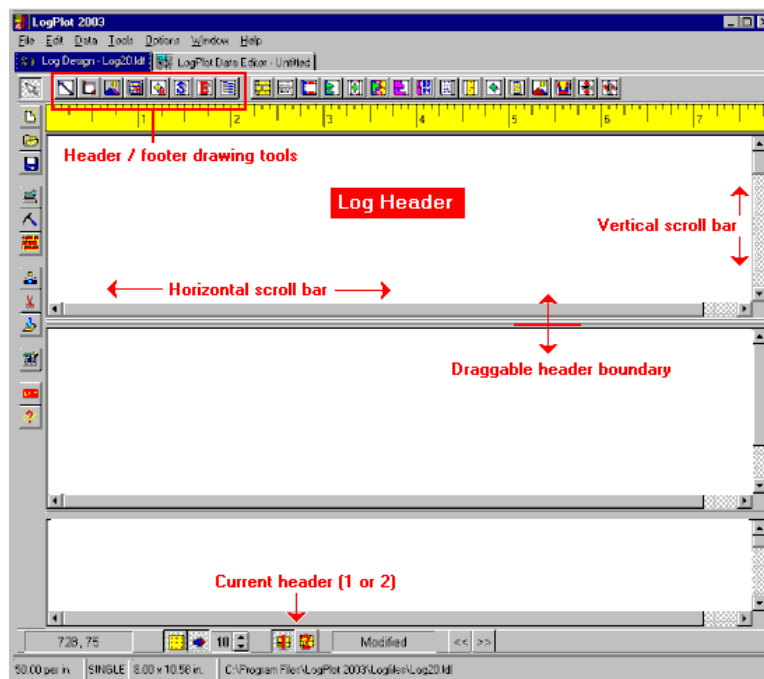 LogPlot 2003
File Edit Data Tools Options Window Help
Log Design - Log20.ldf LogPlot Data Editor - Untitled
1 2 3 4 5 6 7
Header / footer drawing tools
Log Header
Vertical scroll bar
Horizontal scroll bar
Draggable header boundary
Current header (1 or 2)
728, 75 10 Modified << >>
50.00 per in. SINGLE 8.00 x 10.56 in. C:\Program Files\LogPlot 2003\Logfiles\Log20.ldf